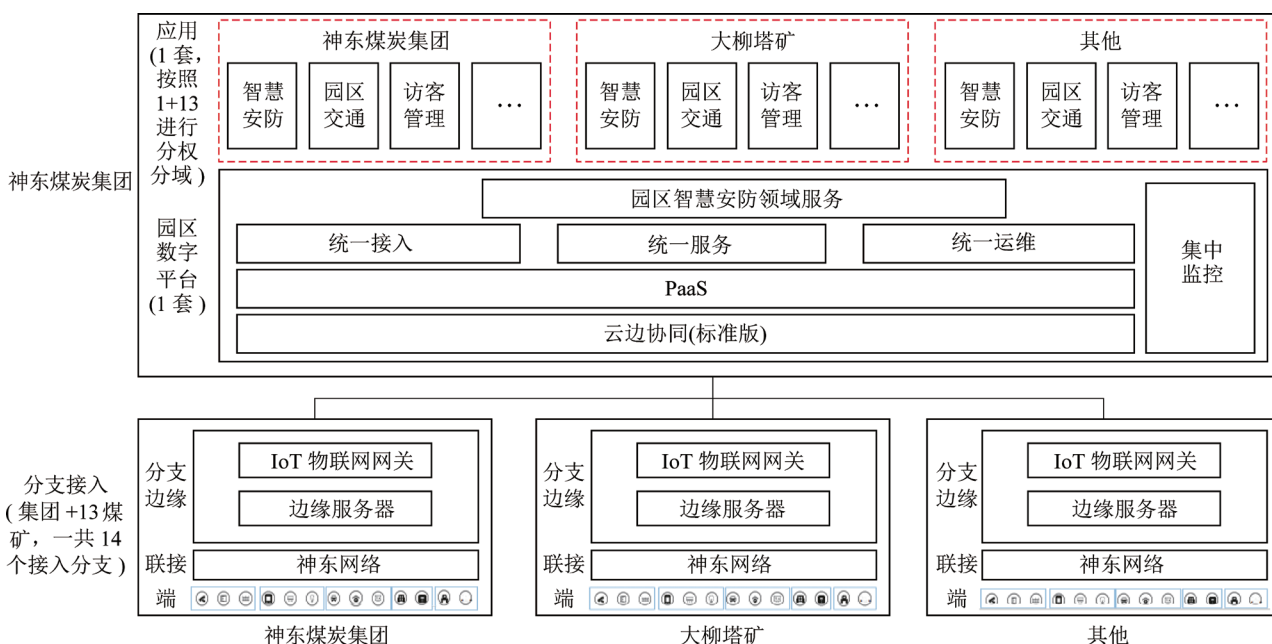 神东煤炭集团
应用
(1 套,
按照
1+13
进行
分权
分域 )
神东煤炭集团
智慧
安防
园区
交通
访客
管理
…
大柳塔矿
智慧
安防
园区
交通
访客
管理
…
其他
智慧
安防
园区
交通
访客
管理
…
园区
数字
平台
(1 套 )
园区智慧安防领域服务
统一接入
统一服务
统一运维
PaaS
云边协同(标准版)
集中
监控
分支接入
( 集团 +13 煤
矿，一共 14
个接入分支 )
分支
边缘
IoT 物联网网关
边缘服务器
联接
神东网络
端
神东煤炭集团
分支
边缘
IoT 物联网网关
边缘服务器
联接
神东网络
端
大柳塔矿
分支
边缘
IoT 物联网网关
边缘服务器
联接
神东网络
端
其他